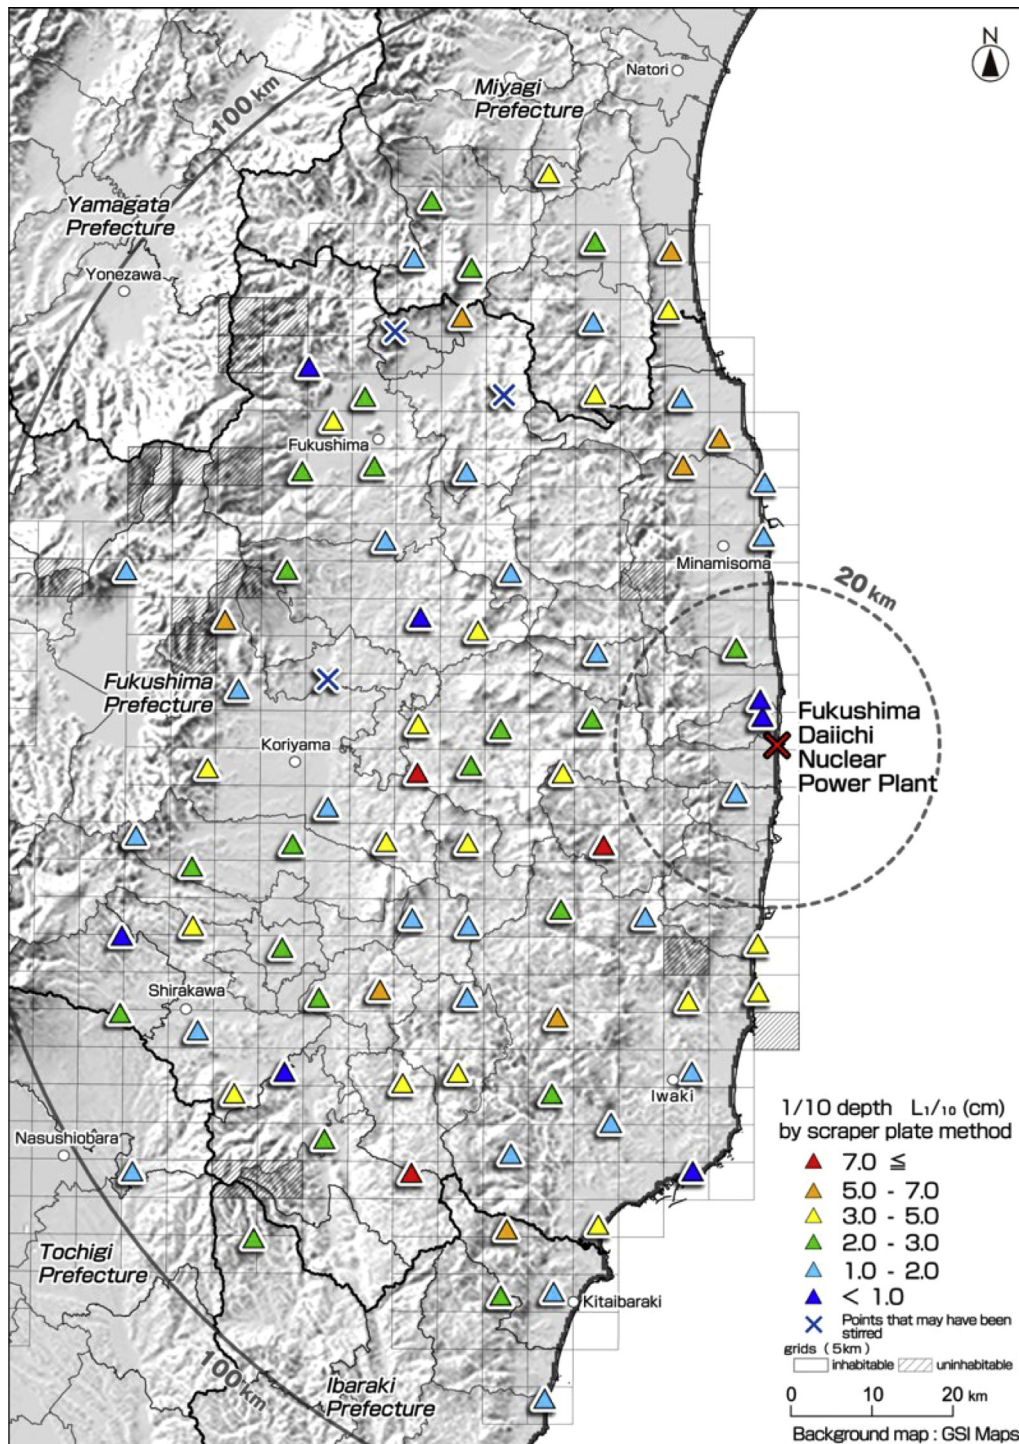 N
Natori
Miyagi
Prefecture
100 km
Yamagata
Prefecture
Yonezawa
Fukushima
Minamisoma
20 km
Fukushima
Prefecture
Koriyama
Fukushima
Daiichi
Nuclear
Power Plant
Shirakawa
Iwaki
Nasushiobara
Tochigi
Prefecture
Kitaibaraki
100 km
Ibaraki
Prefecture
1/10 depth L₁/₁₀ (cm)
by scraper plate method
7.0 ≦
5.0 - 7.0
3.0 - 5.0
2.0 - 3.0
1.0 - 2.0
< 1.0
Points that may have been
stirred
grids (5km)
inhabitable uninhabitable
0 10 20 km
Background map : GSI Maps